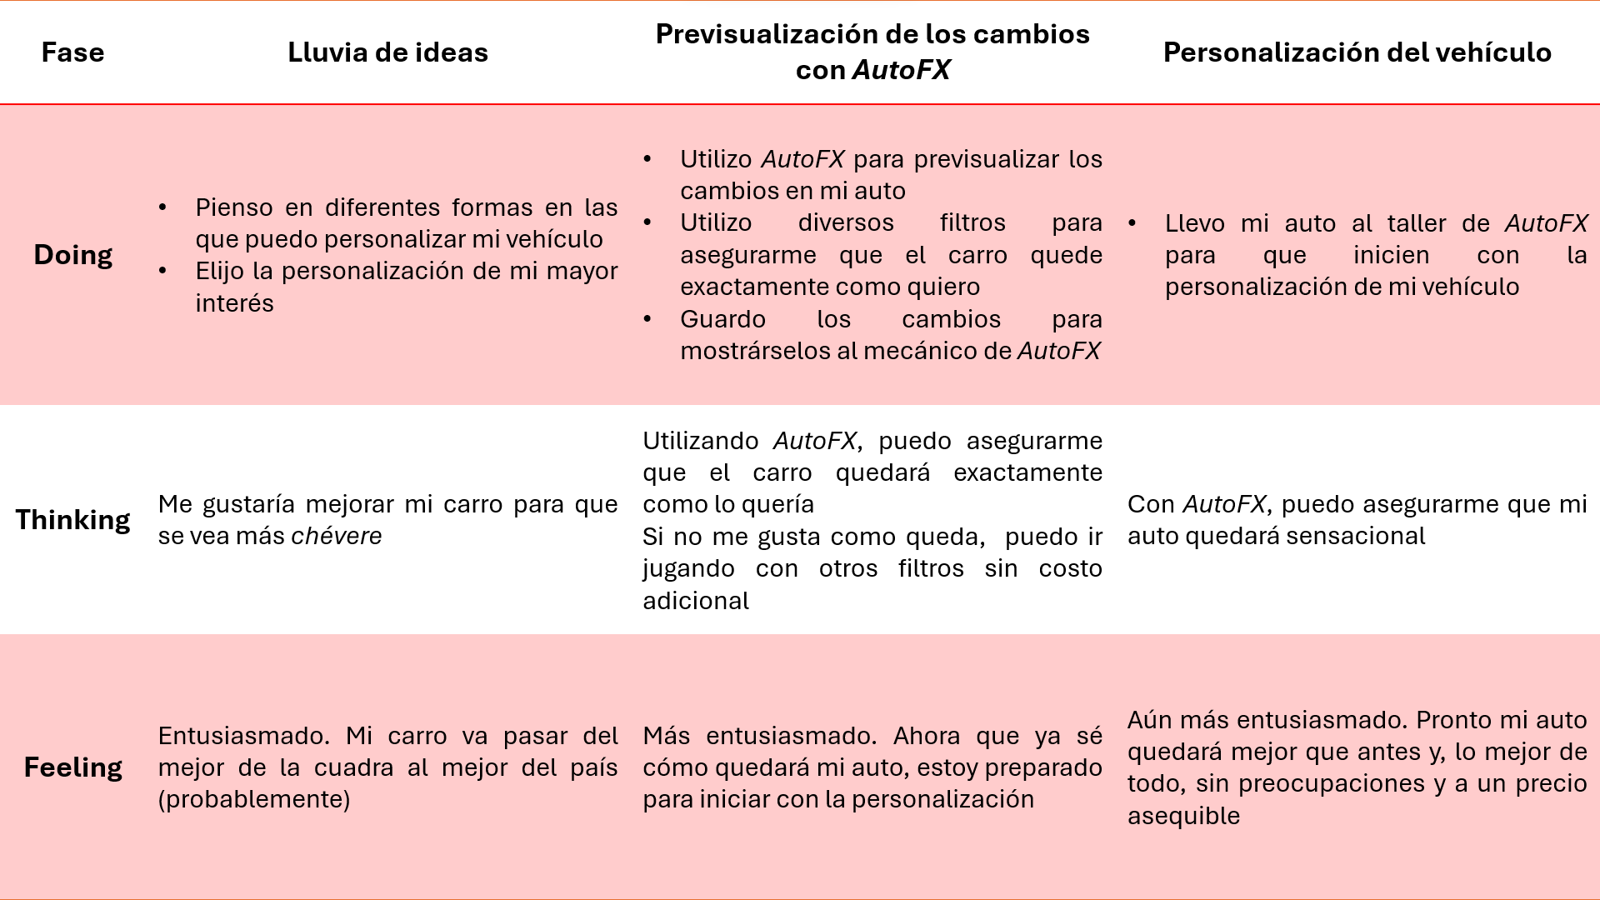 Fase
Lluvia de ideas
Previsualización de los cambios
con AutoFX
Personalización del vehículo
Doing
• Pienso en diferentes formas en las
que puedo personalizar mi vehículo
• Elijo la personalización de mi mayor
interés
• Utilizo AutoFX para previsualizar los
cambios en mi auto
• Utilizo diversos filtros para
asegurarme que el carro quede
exactamente como quiero
• Guardo los cambios para
mostrárselos al mecánico de AutoFX
• Llevo mi auto al taller de AutoFX
para que inicien con la
personalización de mi vehículo
Thinking
Me gustaría mejorar mi carro para que
se vea más chévere
Utilizando AutoFX, puedo asegurarme
que el carro quedará exactamente
como lo quería
Si no me gusta como queda, puedo ir
jugando con otros filtros sin costo
adicional
Con AutoFX, puedo asegurarme que mi
auto quedará sensacional
Feeling
Entusiasmado. Mi carro va pasar del
mejor de la cuadra al mejor del país
(probablemente)
Más entusiasmado. Ahora que ya sé
cómo quedará mi auto, estoy preparado
para iniciar con la personalización
Aún más entusiasmado. Pronto mi auto
quedará mejor que antes y, lo mejor de
todo, sin preocupaciones y a un precio
asequible